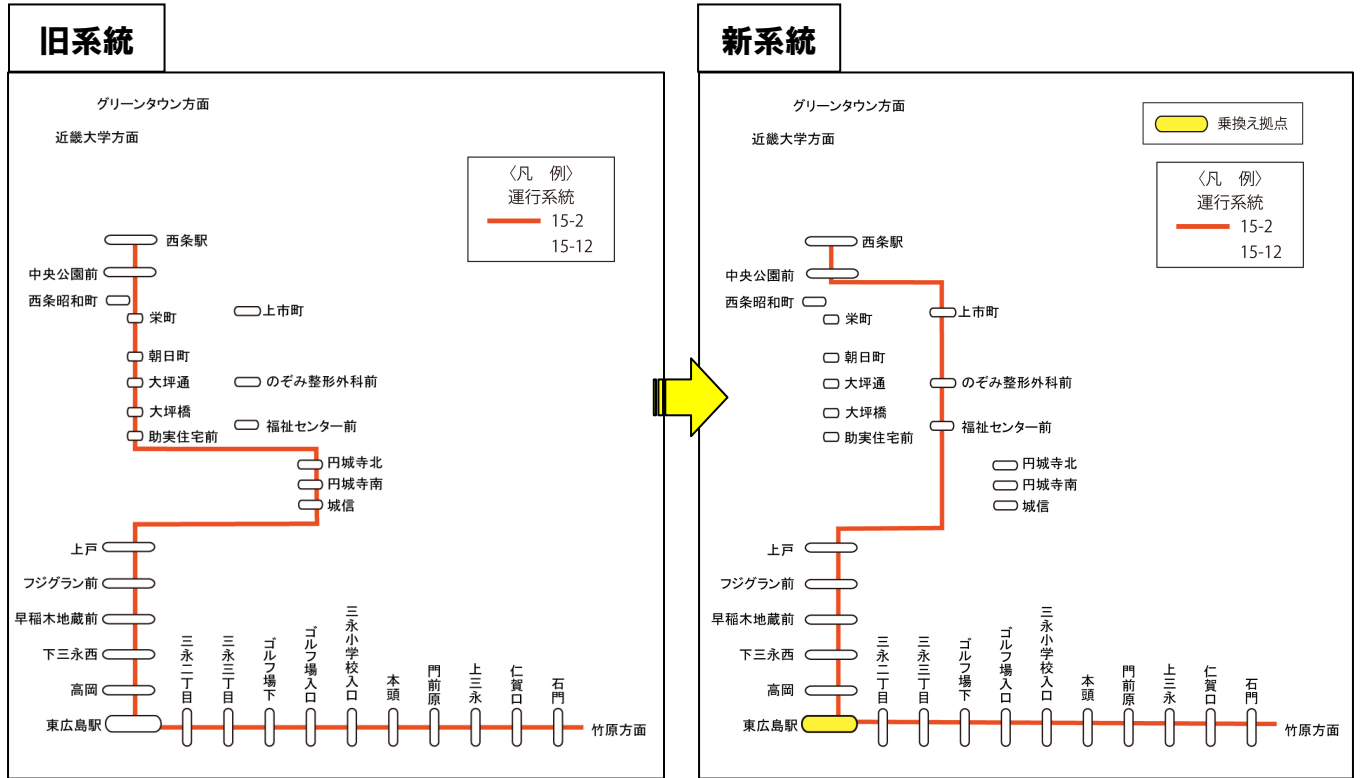 旧系統
グリーンタウン方面
近畿大学方面
〈凡 例〉
運行系統
15-2
15-12
西条駅
中央公園前
西条昭和町
栄町
上市町
朝日町
大坪通
のぞみ整形外科前
大坪橋
福祉センター前
助実住宅前
円城寺北
円城寺南
城信
上戸
フジグラン前
早稲木地蔵前
下三永西
高岡
東広島駅
三永二丁目
三永三丁目
ゴルフ場下
ゴルフ場入口
三永小学校入口
本頭
門前原
上三永
仁賀口
石門
竹原方面
新系統
グリーンタウン方面
近畿大学方面
乗換え拠点
〈凡 例〉
運行系統
15-2
15-12
西条駅
中央公園前
西条昭和町
栄町
上市町
朝日町
大坪通
のぞみ整形外科前
大坪橋
福祉センター前
助実住宅前
円城寺北
円城寺南
城信
上戸
フジグラン前
早稲木地蔵前
下三永西
高岡
東広島駅
三永二丁目
三永三丁目
ゴルフ場下
ゴルフ場入口
三永小学校入口
本頭
門前原
上三永
仁賀口
石門
竹原方面